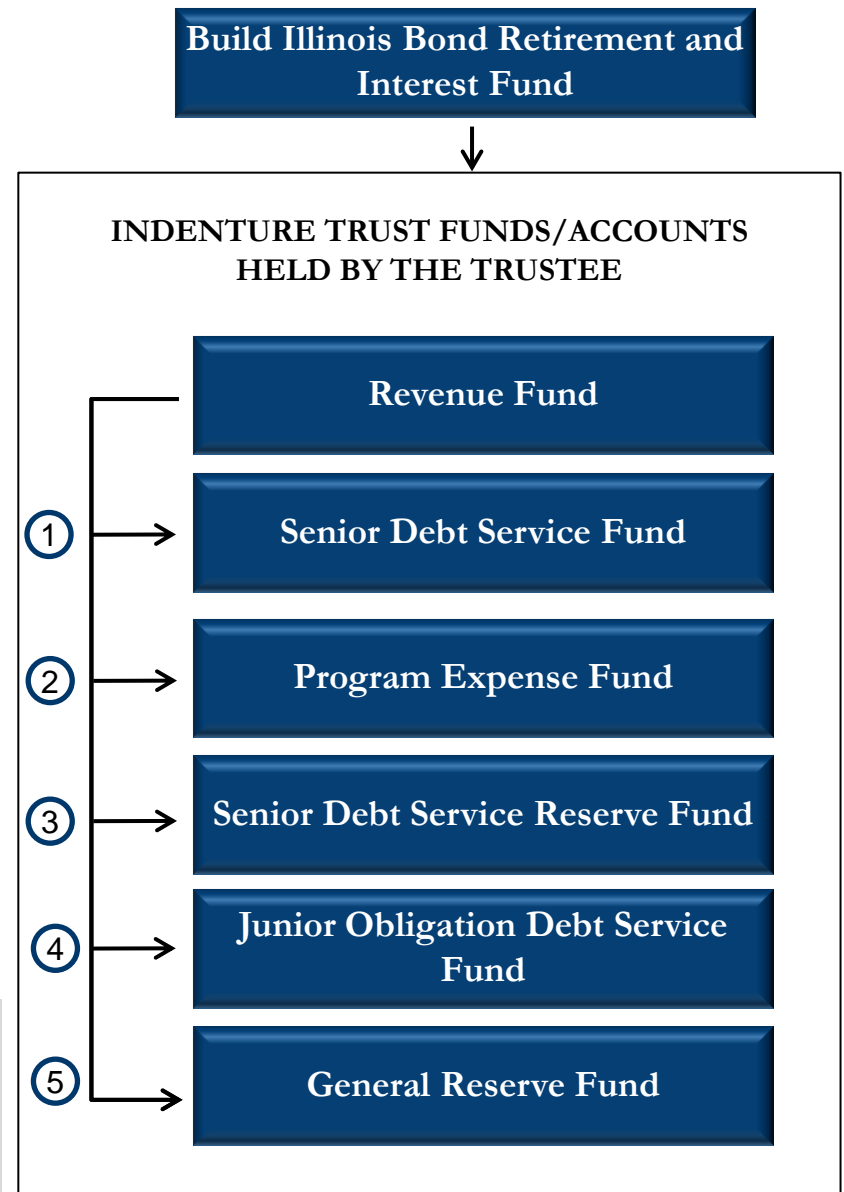 Build Illinois Bond Retirement and
Interest Fund
INDENTURE TRUST FUNDS/ACCOUNTS
HELD BY THE TRUSTEE
Revenue Fund
1
Senior Debt Service Fund
2
Program Expense Fund
3
Senior Debt Service Reserve Fund
4
Junior Obligation Debt Service
Fund
5
General Reserve Fund